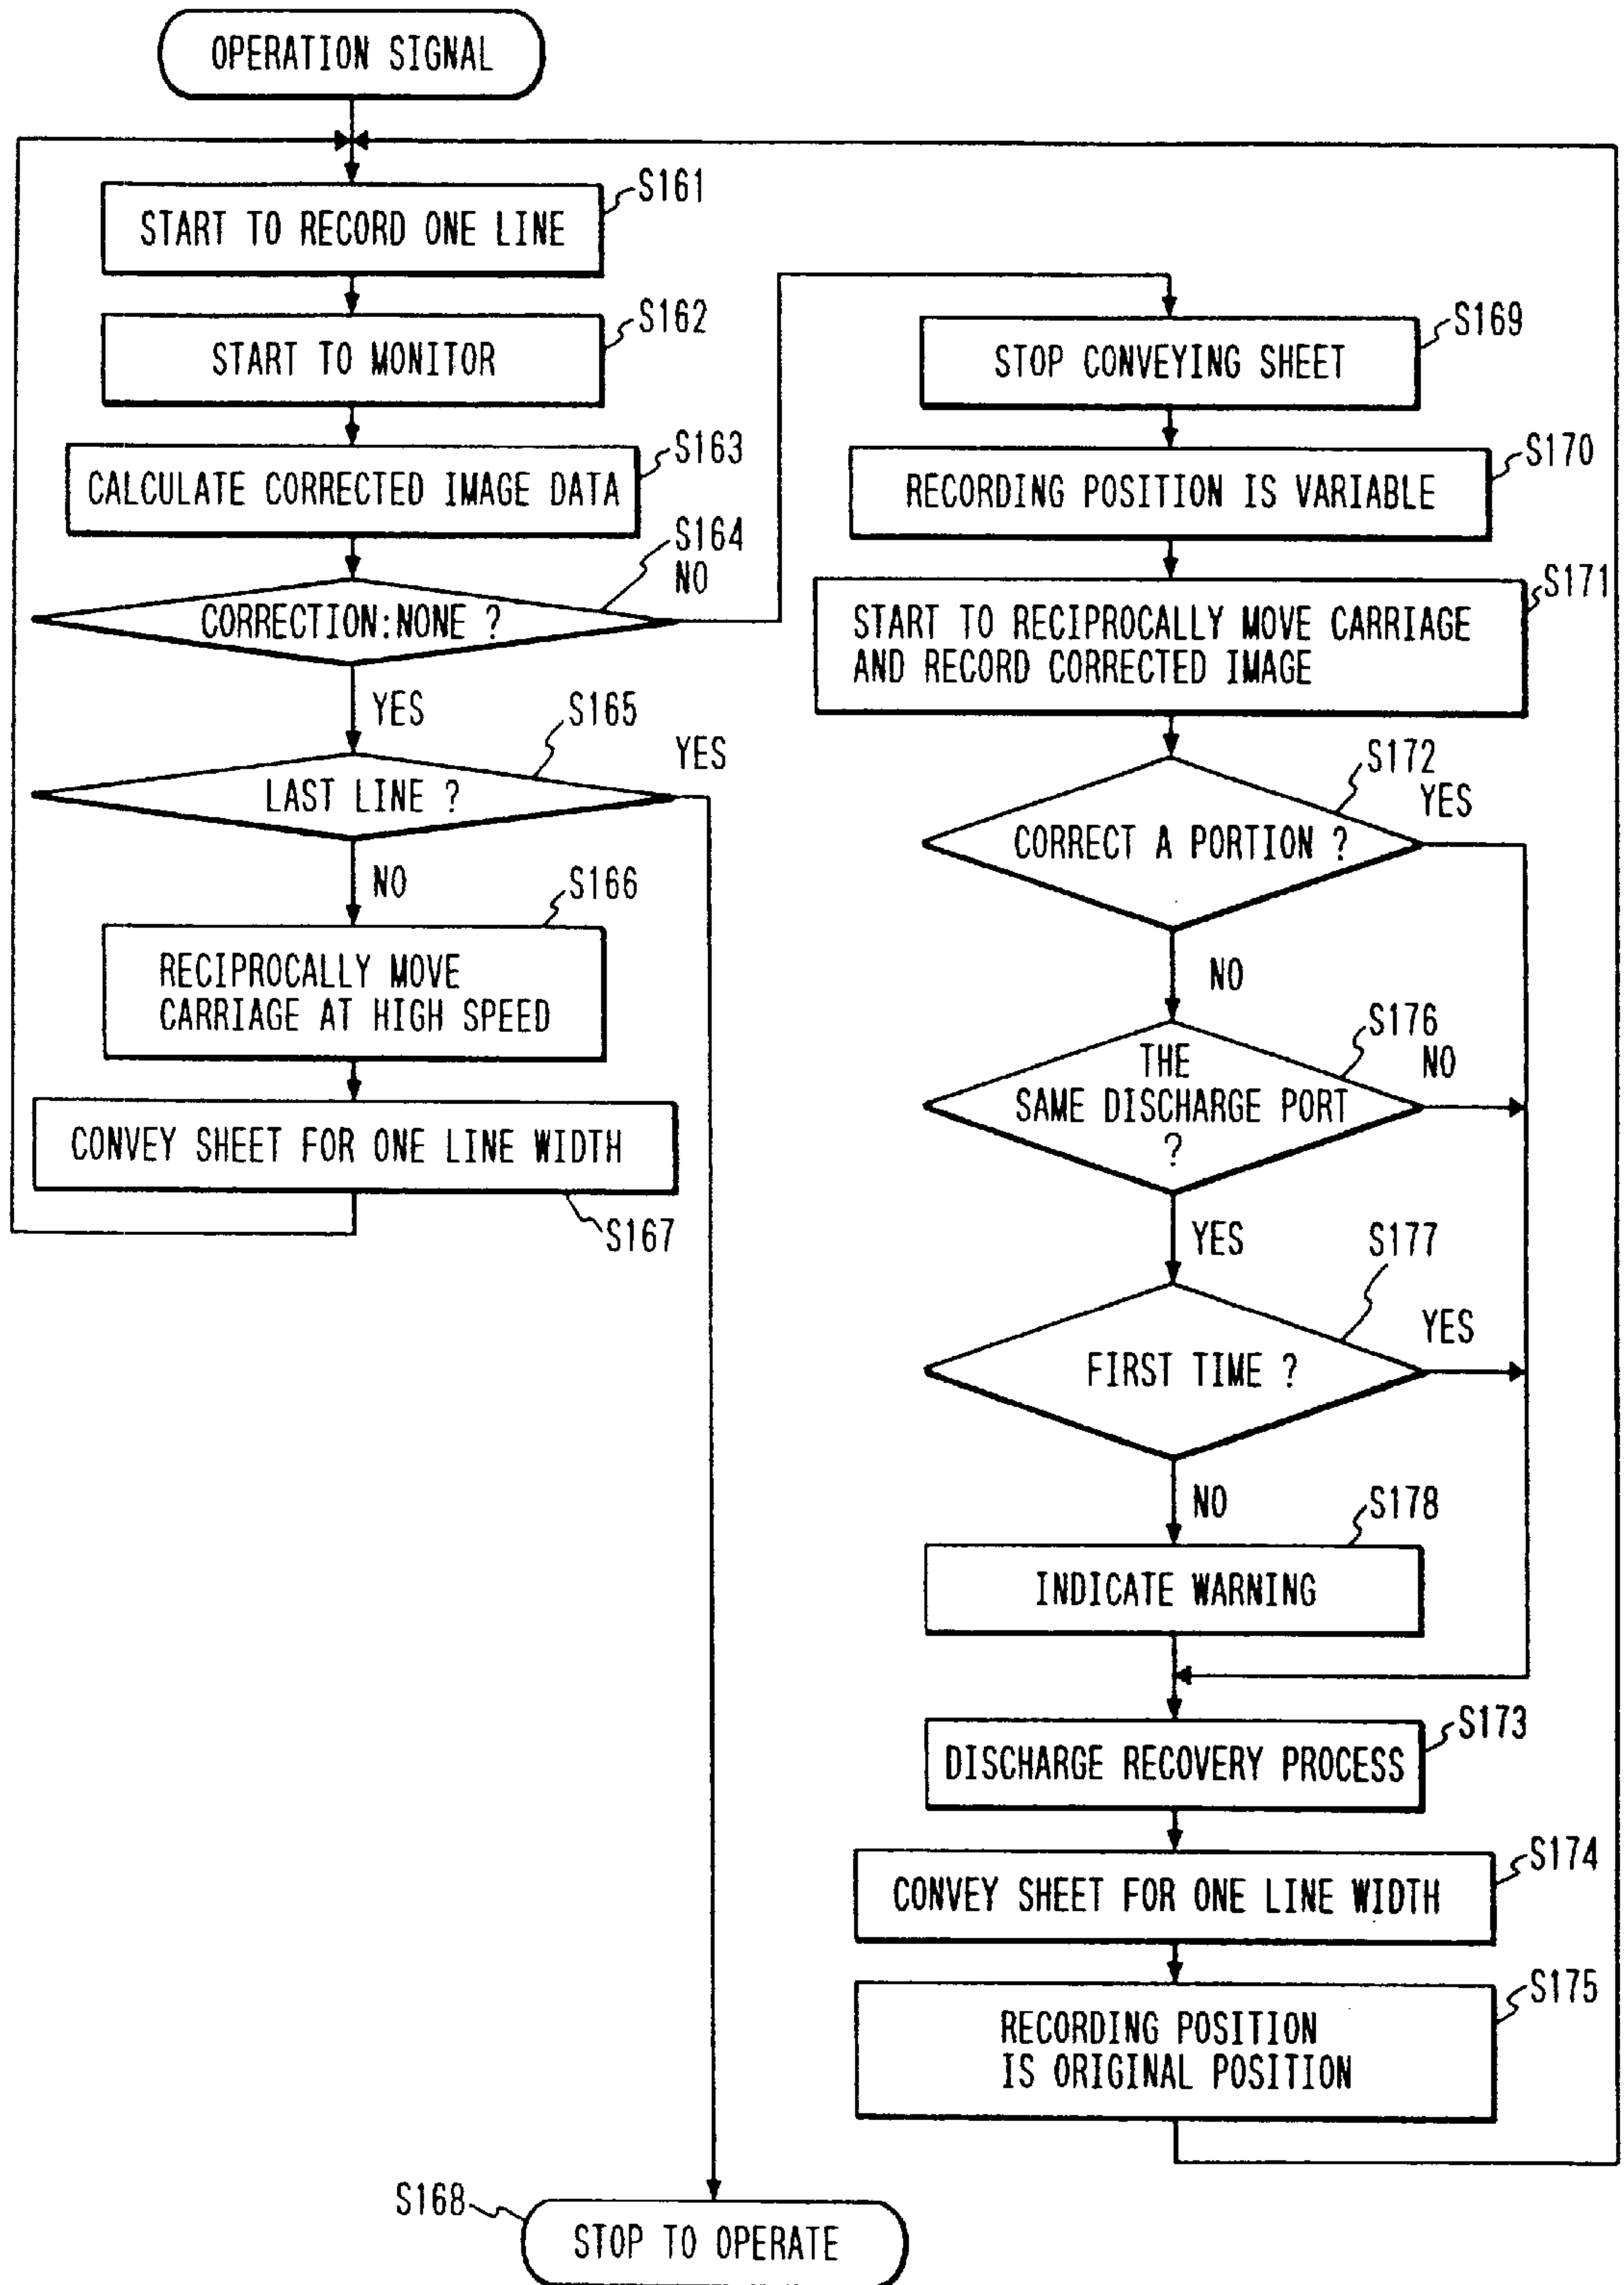 OPERATION SIGNAL
S161
START TO RECORD ONE LINE
S162
START TO MONITOR
S163
CALCULATE CORRECTED IMAGE DATA
S164
NO
CORRECTION:NONE ?
YES
S165
YES
LAST LINE ?
NO
S166
RECIPROCALLY MOVE
CARRIAGE AT HIGH SPEED
CONVEY SHEET FOR ONE LINE WIDTH
S167
S168
STOP TO OPERATE
S169
STOP CONVEYING SHEET
S170
RECORDING POSITION IS VARIABLE
S171
START TO RECIPROCALLY MOVE CARRIAGE
AND RECORD CORRECTED IMAGE
S172
YES
CORRECT A PORTION ?
NO
S176
NO
THE
SAME DISCHARGE PORT
?
YES
S177
YES
FIRST TIME ?
NO
S178
INDICATE WARNING
S173
DISCHARGE RECOVERY PROCESS
S174
CONVEY SHEET FOR ONE LINE WIDTH
S175
RECORDING POSITION
IS ORIGINAL POSITION